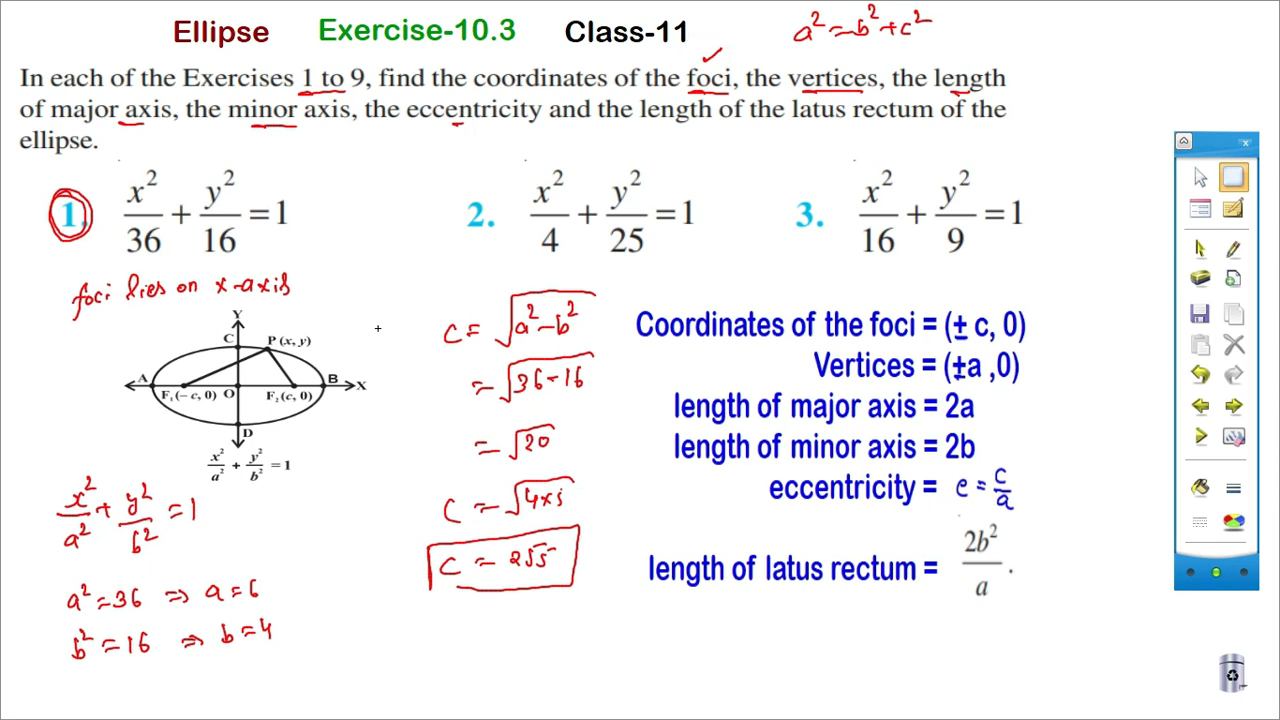 Ellipse Exercise-10.3 Class-11
a² = b² + c²
In each of the Exercises 1 to 9, find the coordinates of the foci, the vertices, the length
of major axis, the minor axis, the eccentricity and the length of the latus rectum of the
ellipse.
1. x²/36 + y²/16 = 1
2. x²/4 + y²/25 = 1
3. x²/16 + y²/9 = 1
foci lies on x-axis
Y
C P (x, y)
A B X
F₁(– c, 0) O F₂(c, 0)
D
x²/a² + y²/b² = 1
x²/a² + y²/b² = 1
a² = 36 ⇒ a = 6
b² = 16 ⇒ b = 4
c = √a² – b²
= √36 – 16
= √20
c = √4×5
c = 2√5
Coordinates of the foci = (± c, 0)
Vertices = (±a ,0)
length of major axis = 2a
length of minor axis = 2b
eccentricity = e = c/a
length of latus rectum = 2b²/a .